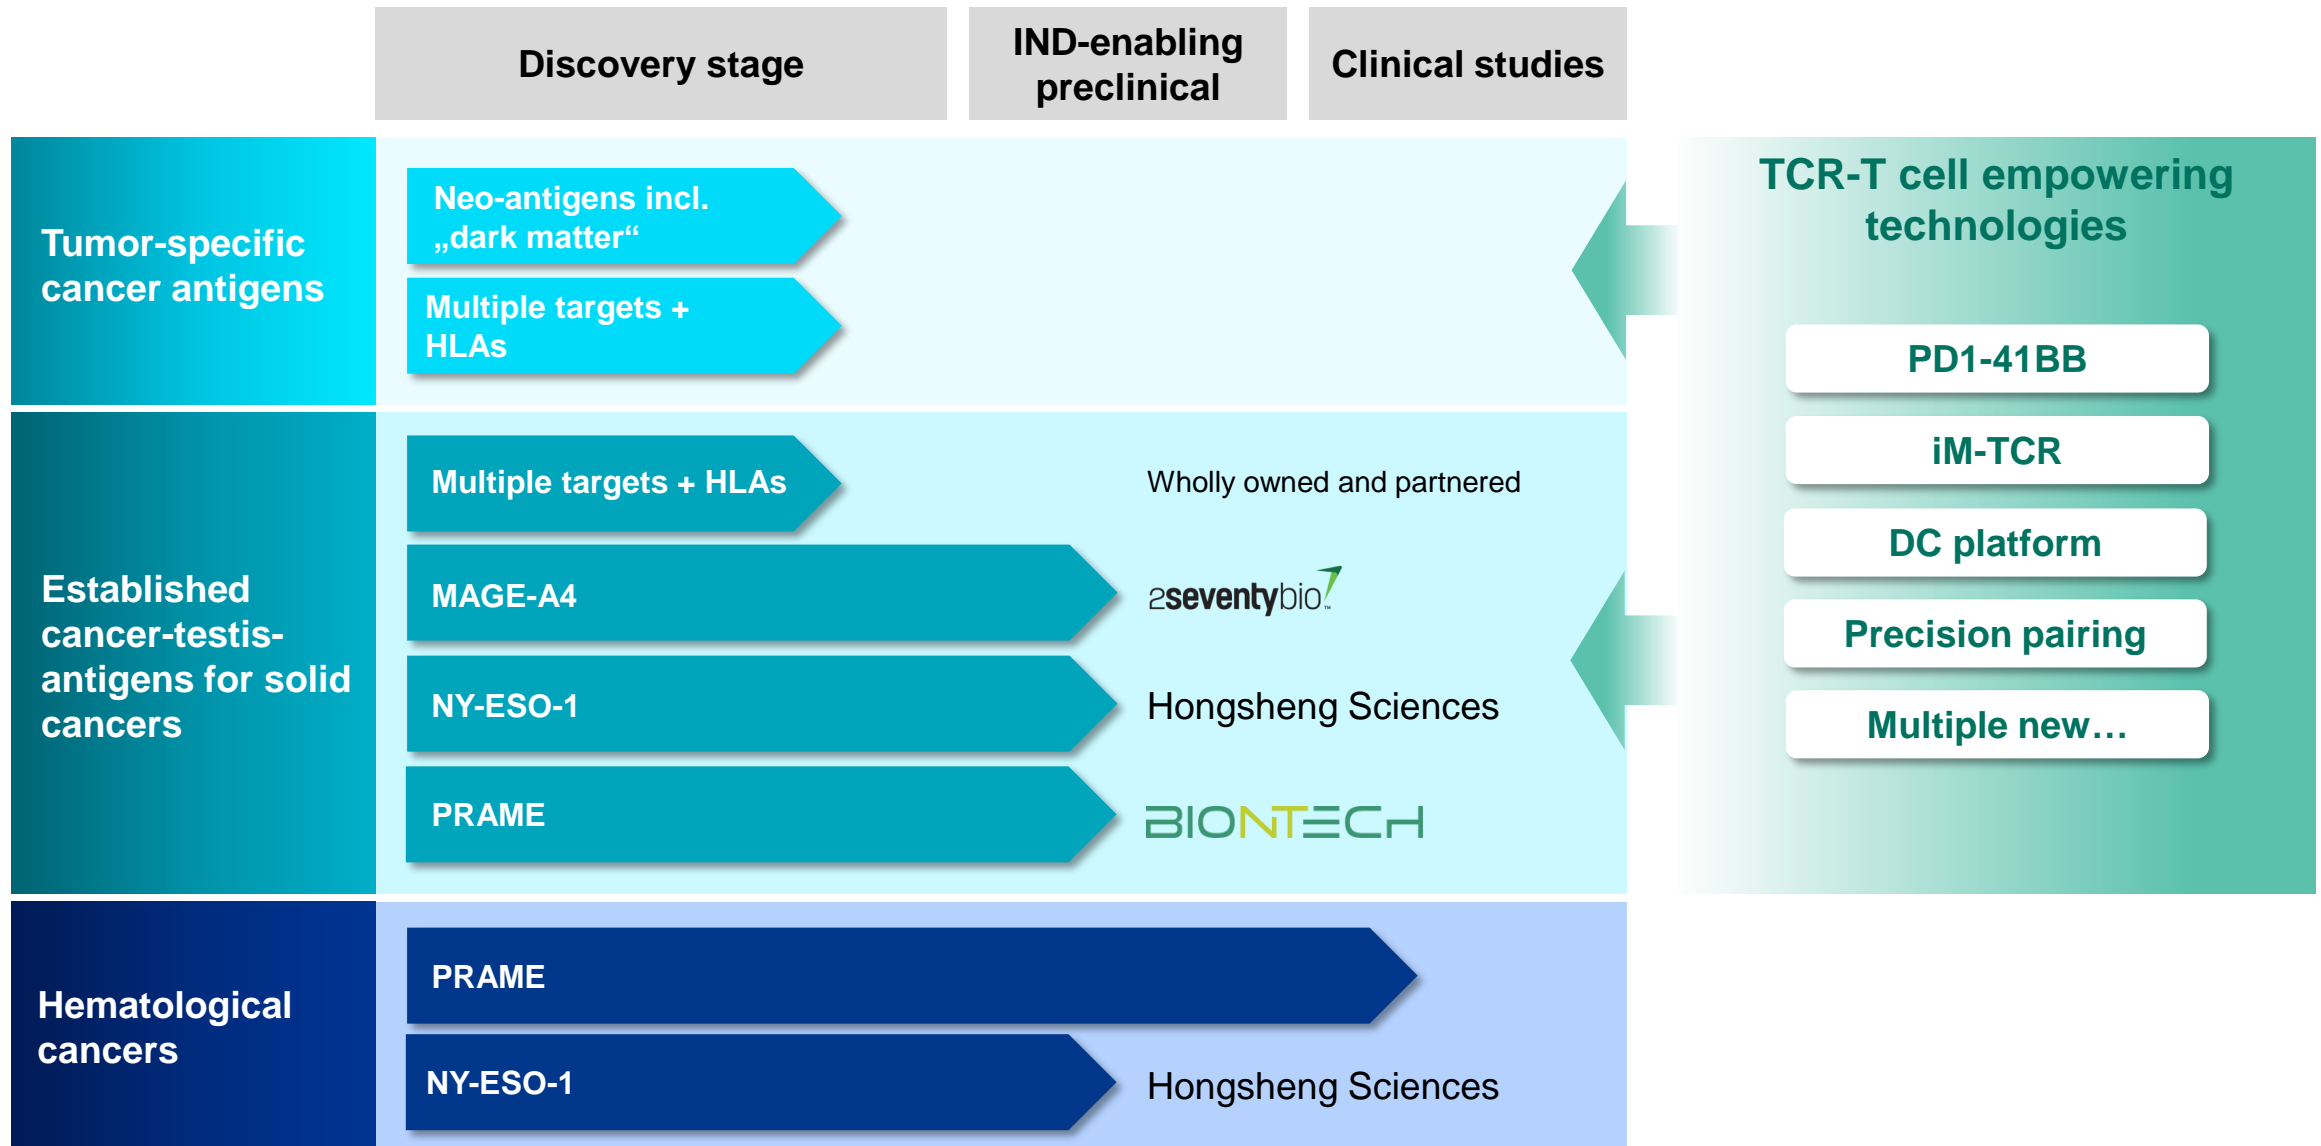 Discovery stage
IND-enabling
preclinical
Clinical studies
Tumor-specific
cancer antigens
Neo-antigens incl.
„dark matter“
Multiple targets +
HLAs
Established
cancer-testis-
antigens for solid
cancers
Multiple targets + HLAs
Wholly owned and partnered
MAGE-A4
2seventybio™
NY-ESO-1
Hongsheng Sciences
PRAME
BIONTECH
Hematological
cancers
PRAME
NY-ESO-1
Hongsheng Sciences
TCR-T cell empowering
technologies
PD1-41BB
iM-TCR
DC platform
Precision pairing
Multiple new…